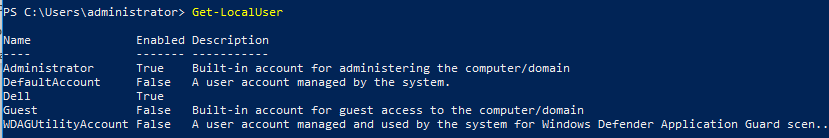 PS C:\Users\administrator> Get-LocalUser
Name Enabled Description
---- ------- -----------
Administrator True Built-in account for administering the computer/domain
DefaultAccount False A user account managed by the system.
Dell True
Guest False Built-in account for guest access to the computer/domain
WDAGUtilityAccount False A user account managed and used by the system for Windows Defender Application Guard scen...